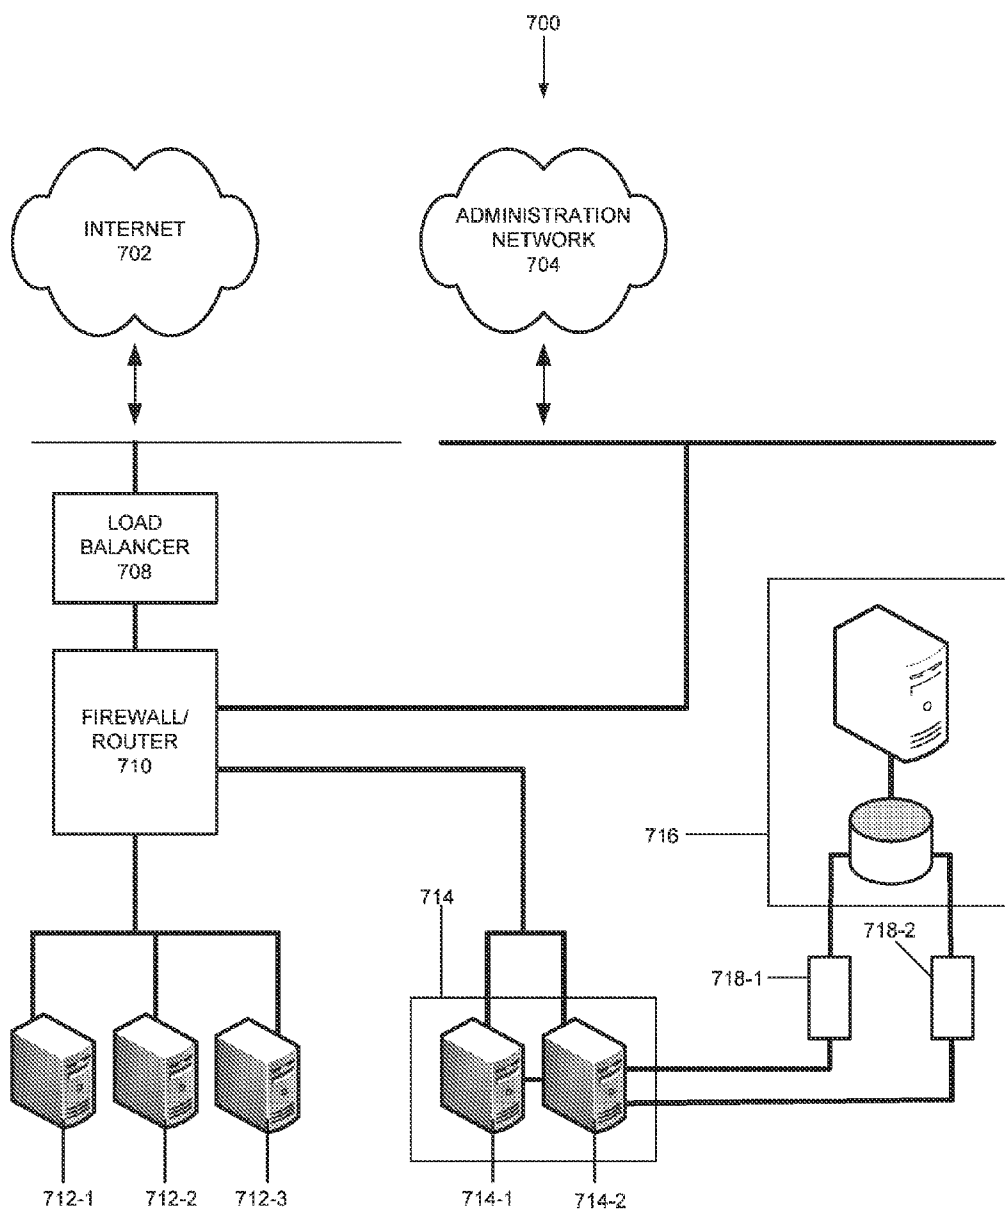 700
INTERNET
702
ADMINISTRATION
NETWORK
704
LOAD
BALANCER
708
FIREWALL/
ROUTER
710
716
714
718-2
718-1
712-1
712-2
712-3
714-1
714-2